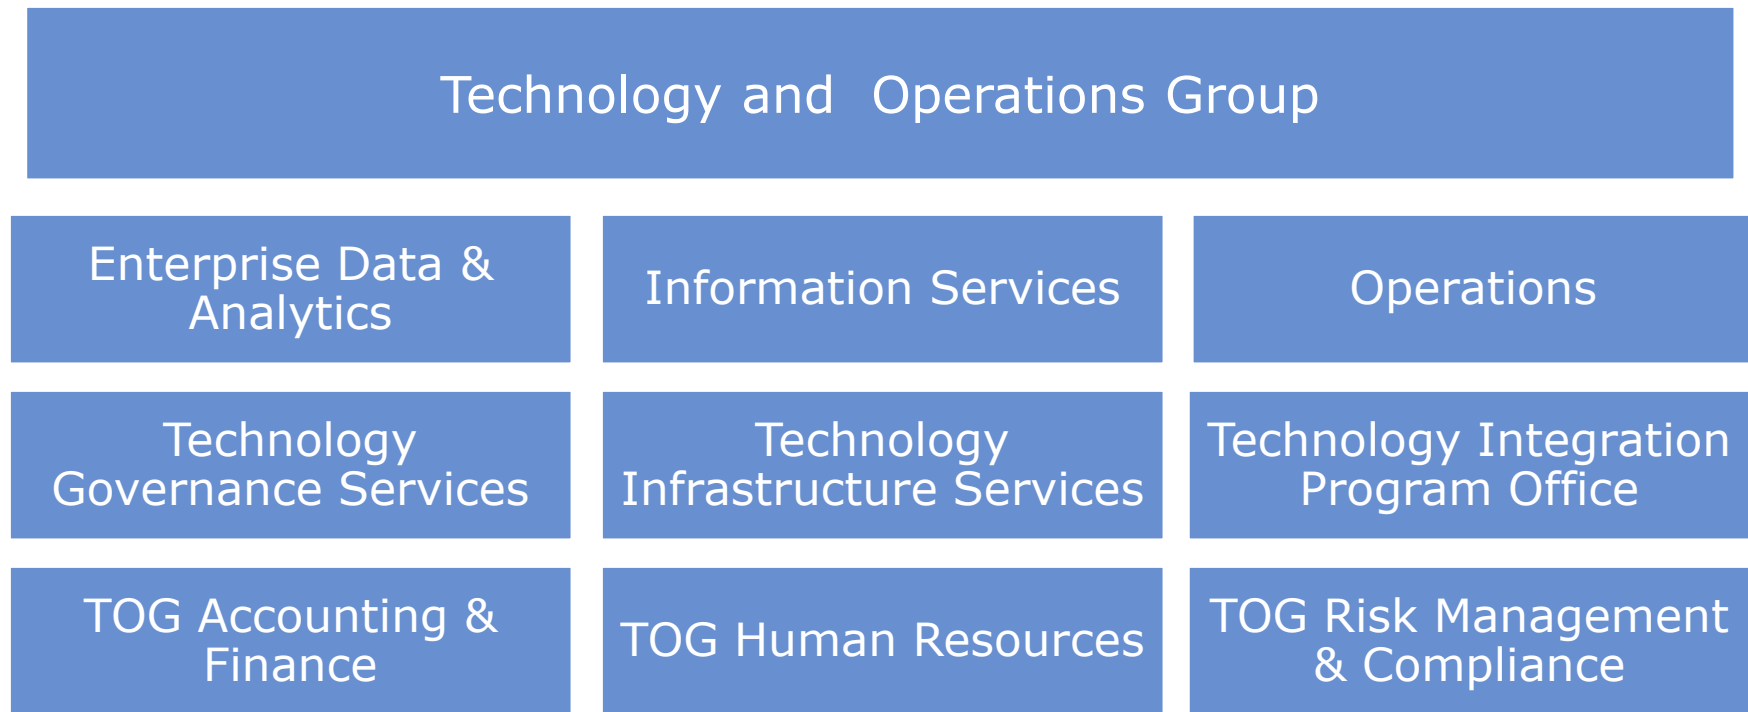 Technology and  Operations Group
Enterprise Data &
Analytics
Information Services
Operations
Technology
Governance Services
Technology
Infrastructure Services
Technology Integration
Program Office
TOG Accounting &
Finance
TOG Human Resources
TOG Risk Management
& Compliance